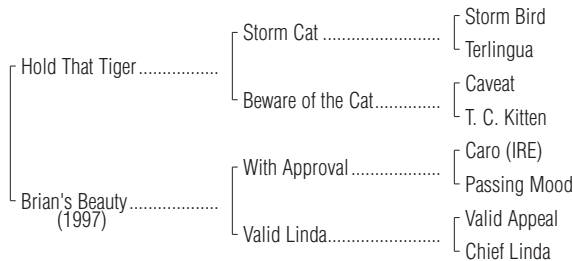 Storm Bird
Storm Cat ........................
Terlingua
Hold That Tiger ................
Caveat
Beware of the Cat.............
T. C. Kitten
Caro (IRE)
With Approval ..................
Passing Mood
Brian's Beauty ..................
(1997)
Valid Appeal
Valid Linda.......................
Chief Linda